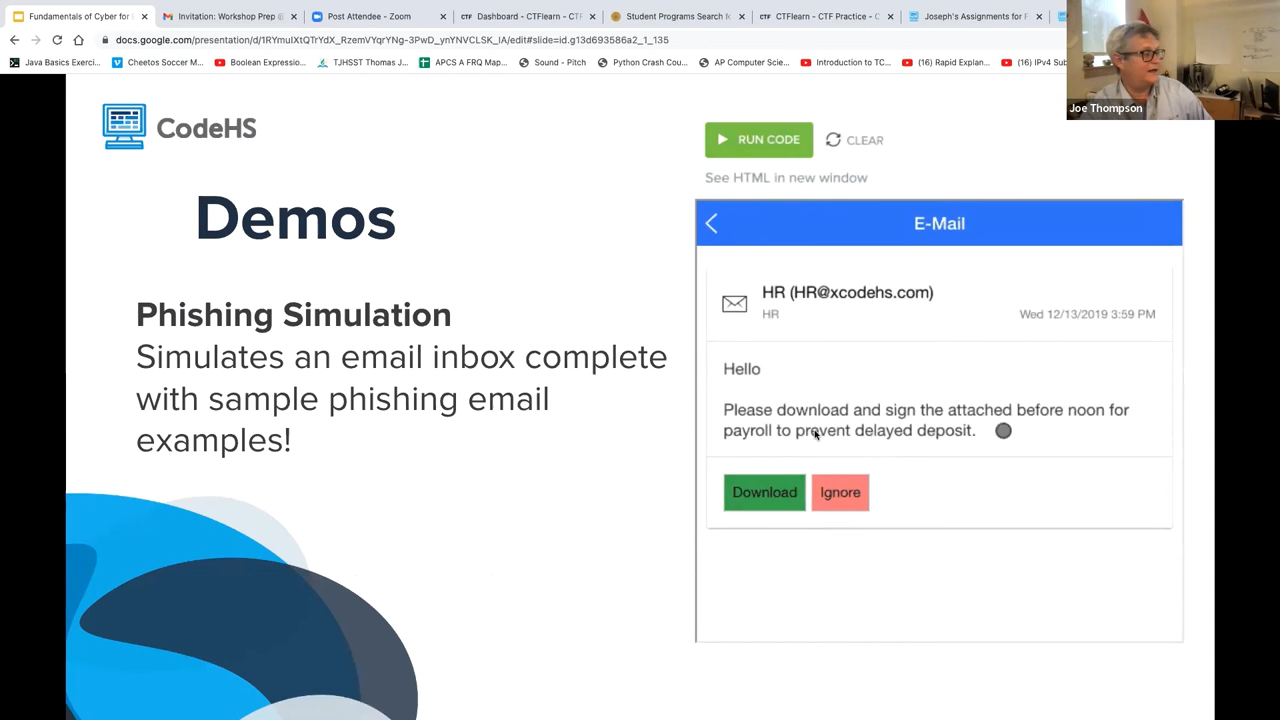 Fundamentals of Cyber for
Invitation: Workshop Prep @
Post Attendee - Zoom
CTF Dashboard - CTFlearn - CTF
Student Programs Search fo
CTF CTFlearn - CTF Practice - C
Joseph's Assignments for F
docs.google.com/presentation/d/1RYmuIXtQTrYdX_RzemVYqrYNg-3PwD_ynYNVCLSK_IA/edit#slide=id.g13d693586a2_1_135
Java Basics Exerci...
Cheetos Soccer M...
Boolean Expressio...
TJHSST Thomas J...
APCS A FRQ Map...
Sound - Pitch
Python Crash Cou...
AP Computer Scie...
Introduction to TC...
(16) Rapid Explan...
(16) IPv4 Sub
Joe Thompson
CodeHS
Demos
Phishing Simulation
Simulates an email inbox complete
with sample phishing email
examples!
RUN CODE
CLEAR
See HTML in new window
E-Mail
HR (HR@xcodehs.com)
HR
Wed 12/13/2019 3:59 PM
Hello
Please download and sign the attached before noon for
payroll to prevent delayed deposit.
Download
Ignore